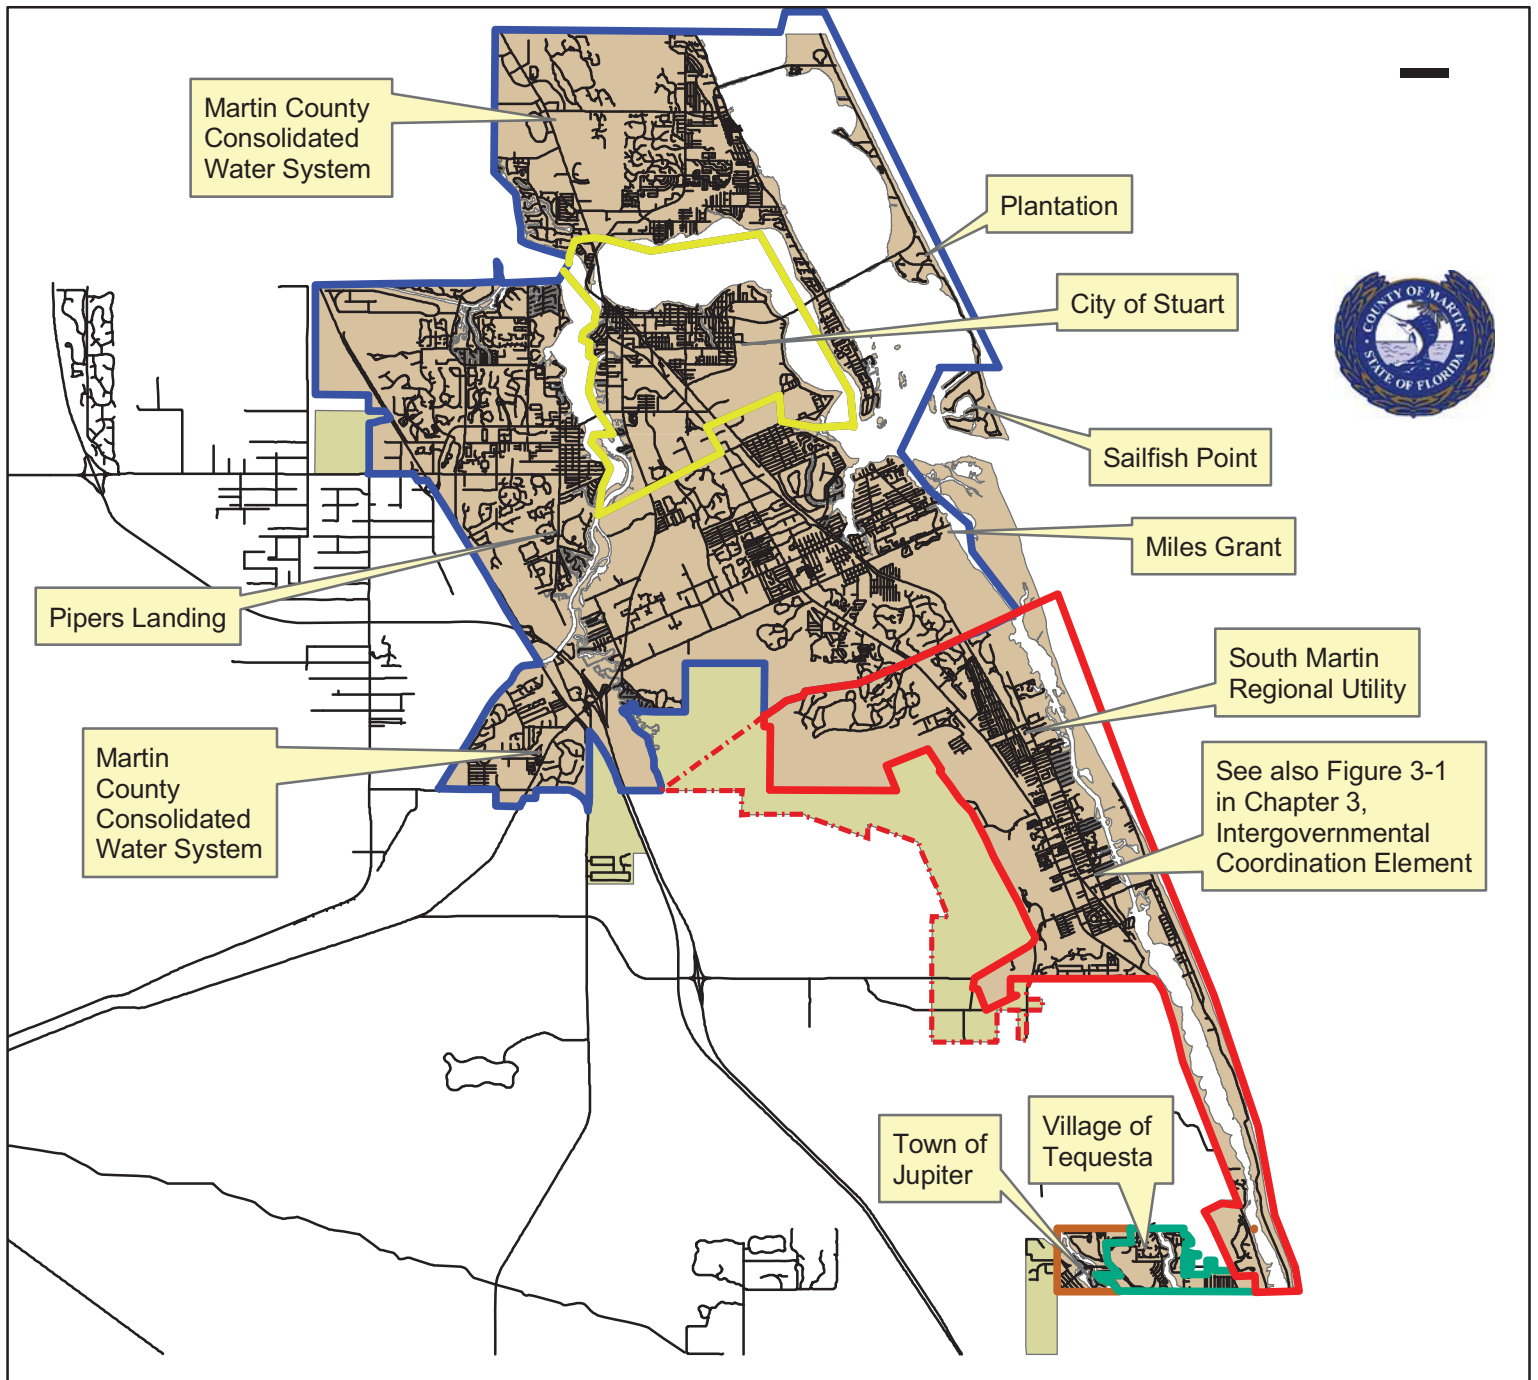 Martin County
Consolidated
Water System
Plantation
City of Stuart
COUNTY OF MARTIN
STATE OF FLORIDA
Sailfish Point
Miles Grant
Pipers Landing
South Martin
Regional Utility
Martin
County
Consolidated
Water System
See also Figure 3-1
in Chapter 3,
Intergovernmental
Coordination Element
Village of
Tequesta
Town of
Jupiter